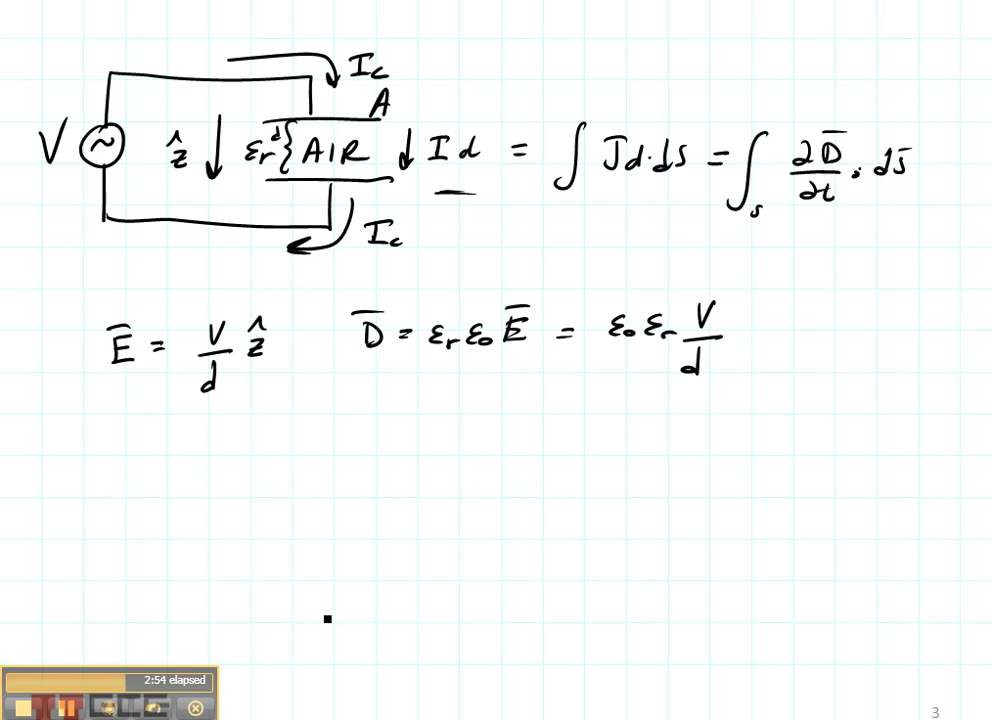 I_c
A
V ~ ẑ ↓ ε_r d { AIR ↓ I d = ∫ Jd · ds = ∫_s ∂D̄/∂t · ds̄
I_c
Ē = V/d ẑ D̄ = ε_r ε_0 Ē = ε_0 ε_r V/d
2:54 elapsed
3